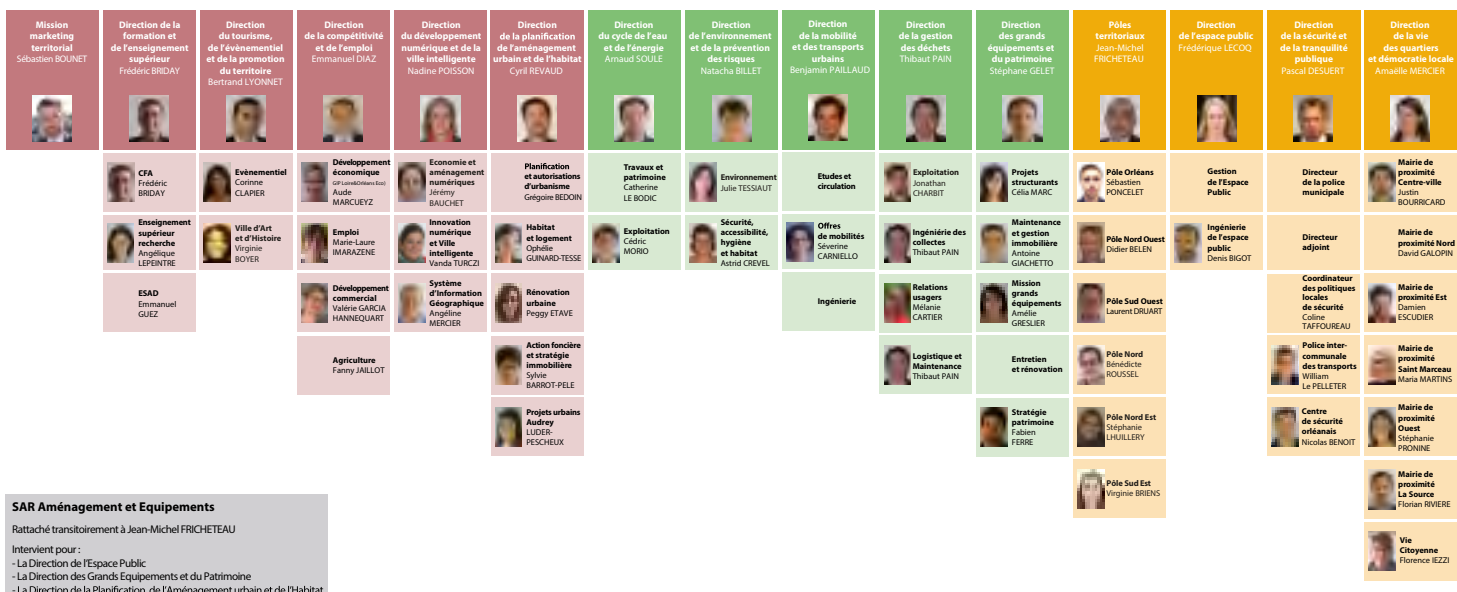 Mission
marketing
territorial
Sébastien BOUNET
Direction de la
formation et
de l'enseignement
supérieur
Frédéric BRIDAY
Direction
du tourisme,
de l'évènementiel
et de la promotion
du territoire
Bertrand LYONNET
Direction
de la compétitivité
et de l'emploi
Emmanuel DIAZ
Direction
du développement
numérique et de la
ville intelligente
Nadine POISSON
Direction
de la planification
de l'aménagement
urbain et de l'habitat
Cyril REVAUD
Direction
du cycle de l'eau
et de l'énergie
Arnaud SOULE
Direction
de l'environnement
et de la prévention
des risques
Natacha BILLET
Direction
de la mobilité
et des transports
urbains
Benjamin PAILLAUD
Direction
de la gestion
des déchets
Thibaut PAIN
Direction
des grands
équipements et
du patrimoine
Stéphane GELET
Pôles
territoriaux
Jean-Michel
FRICHETEAU
Direction
de l'espace public
Frédérique LECOQ
Direction
de la sécurité et
de la tranquilité
publique
Pascal DESUERT
Direction
de la vie
des quartiers
et démocratie locale
Amaëlle MERCIER
CFA
Frédéric
BRIDAY
Enseignement
supérieur
recherche
Angélique
LEPEINTRE
ESAD
Emmanuel
GUEZ
Evènementiel
Corinne
CLAPIER
Ville d'Art
et d'Histoire
Virginie
BOYER
Développement
économique
GIP Loire&Orléans Eco)
Aude
MARCUEYZ
Emploi
Marie-Laure
IMARAZENE
Développement
commercial
Valérie GARCIA
HANNEQUART
Agriculture
Fanny JAILLOT
Economie et
aménagement
numériques
Jérémy
BAUCHET
Innovation
numérique
et Ville
intelligente
Vanda TURCZI
Système
d'Information
Géographique
Angéline
MERCIER
Planification
et autorisations
d'urbanisme
Grégoire BEDOIN
Habitat
et logement
Ophélie
GUINARD-TESSE
Rénovation
urbaine
Peggy ETAVE
Action foncière
et stratégie
immobilière
Sylvie
BARROT-PELE
Projets urbains
Audrey
LUDER-
PESCHEUX
Travaux et
patrimoine
Catherine
LE BODIC
Exploitation
Cédric
MORIO
Environnement
Julie TESSIAUT
Sécurité,
accessibilité,
hygiène
et habitat
Astrid CREVEL
Etudes et
circulation
Offres
de mobilités
Séverine
CARNIELLO
Ingénierie
Exploitation
Jonathan
CHARBIT
Ingéniérie des
collectes
Thibaut PAIN
Relations
usagers
Mélanie
CARTIER
Logistique et
Maintenance
Thibaut PAIN
Projets
structurants
Célia MARC
Maintenance
et gestion
immobilière
Antoine
GIACHETTO
Mission
grands
équipements
Amélie
GRESLIER
Entretien
et rénovation
Stratégie
patrimoine
Fabien
FERRE
Pôle Orléans
Sébastien
PONCELET
Pôle Nord Ouest
Didier BELEN
Pôle Sud Ouest
Laurent DRUART
Pôle Nord
Bénédicte
ROUSSEL
Pôle Nord Est
Stéphanie
LHUILLERY
Pôle Sud Est
Virginie BRIENS
Gestion
de l'Espace
Public
Ingénierie
de l'espace
public
Denis BIGOT
Directeur
de la police
municipale
Directeur
adjoint
Coordinateur
des politiques
locales
de sécurité
Coline
TAFFOUREAU
Police inter-
communale
des transports
William
Le PELLETER
Centre
de sécurité
orléanais
Nicolas BENOIT
Mairie de
proximité
Centre-ville
Justin
BOURRICARD
Mairie de
proximité Nord
David GALOPIN
Mairie de
proximité Est
Damien
ESCUDIER
Mairie de
proximité
Saint Marceau
Maria MARTINS
Mairie de
proximité
Ouest
Stéphanie
PRONINE
Mairie de
proximité
La Source
Florian RIVIERE
Vie
Citoyenne
Florence IEZZI
SAR Aménagement et Equipements
Rattaché transitoirement à Jean-Michel FRICHETEAU
Intervient pour :
- La Direction de l'Espace Public
- La Direction des Grands Equipements et du Patrimoine
- La Direction de la Planification, de l'Aménagement urbain et de l'Habitat